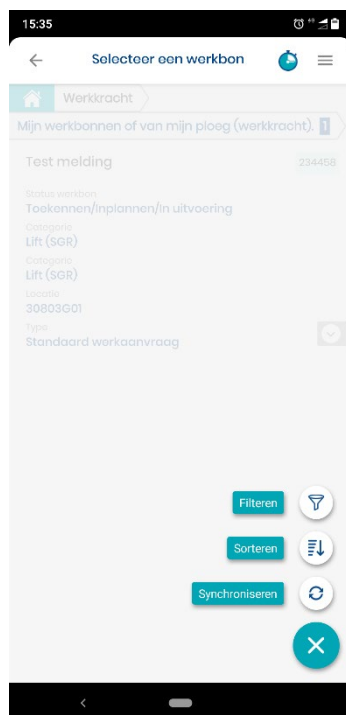 15:35
Selecteer een werkbon
Werkkracht
Mijn werkbonnen of van mijn ploeg (werkkracht). 1
Test melding 234458
Status werkbon
Toekennen/Inplannen/In uitvoering
Categorie
Lift (SGR)
Categorie
Lift (SGR)
Locatie
30803G01
Type
Standaard werkaanvraag
Filteren
Sorteren
Synchroniseren